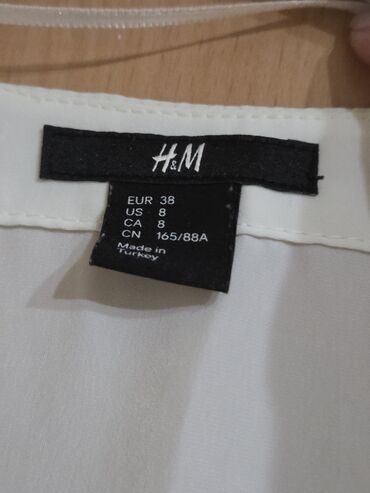 H&M
EUR 38
US 8
CA 8
CN 165/88A
Made in
Turkey